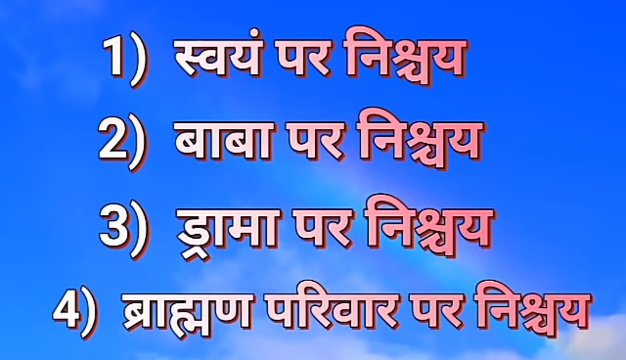 1) स्वयं पर निश्चय
2) बाबा पर निश्चय
3) ड्रामा पर निश्चय
4) ब्राह्मण परिवार पर निश्चय